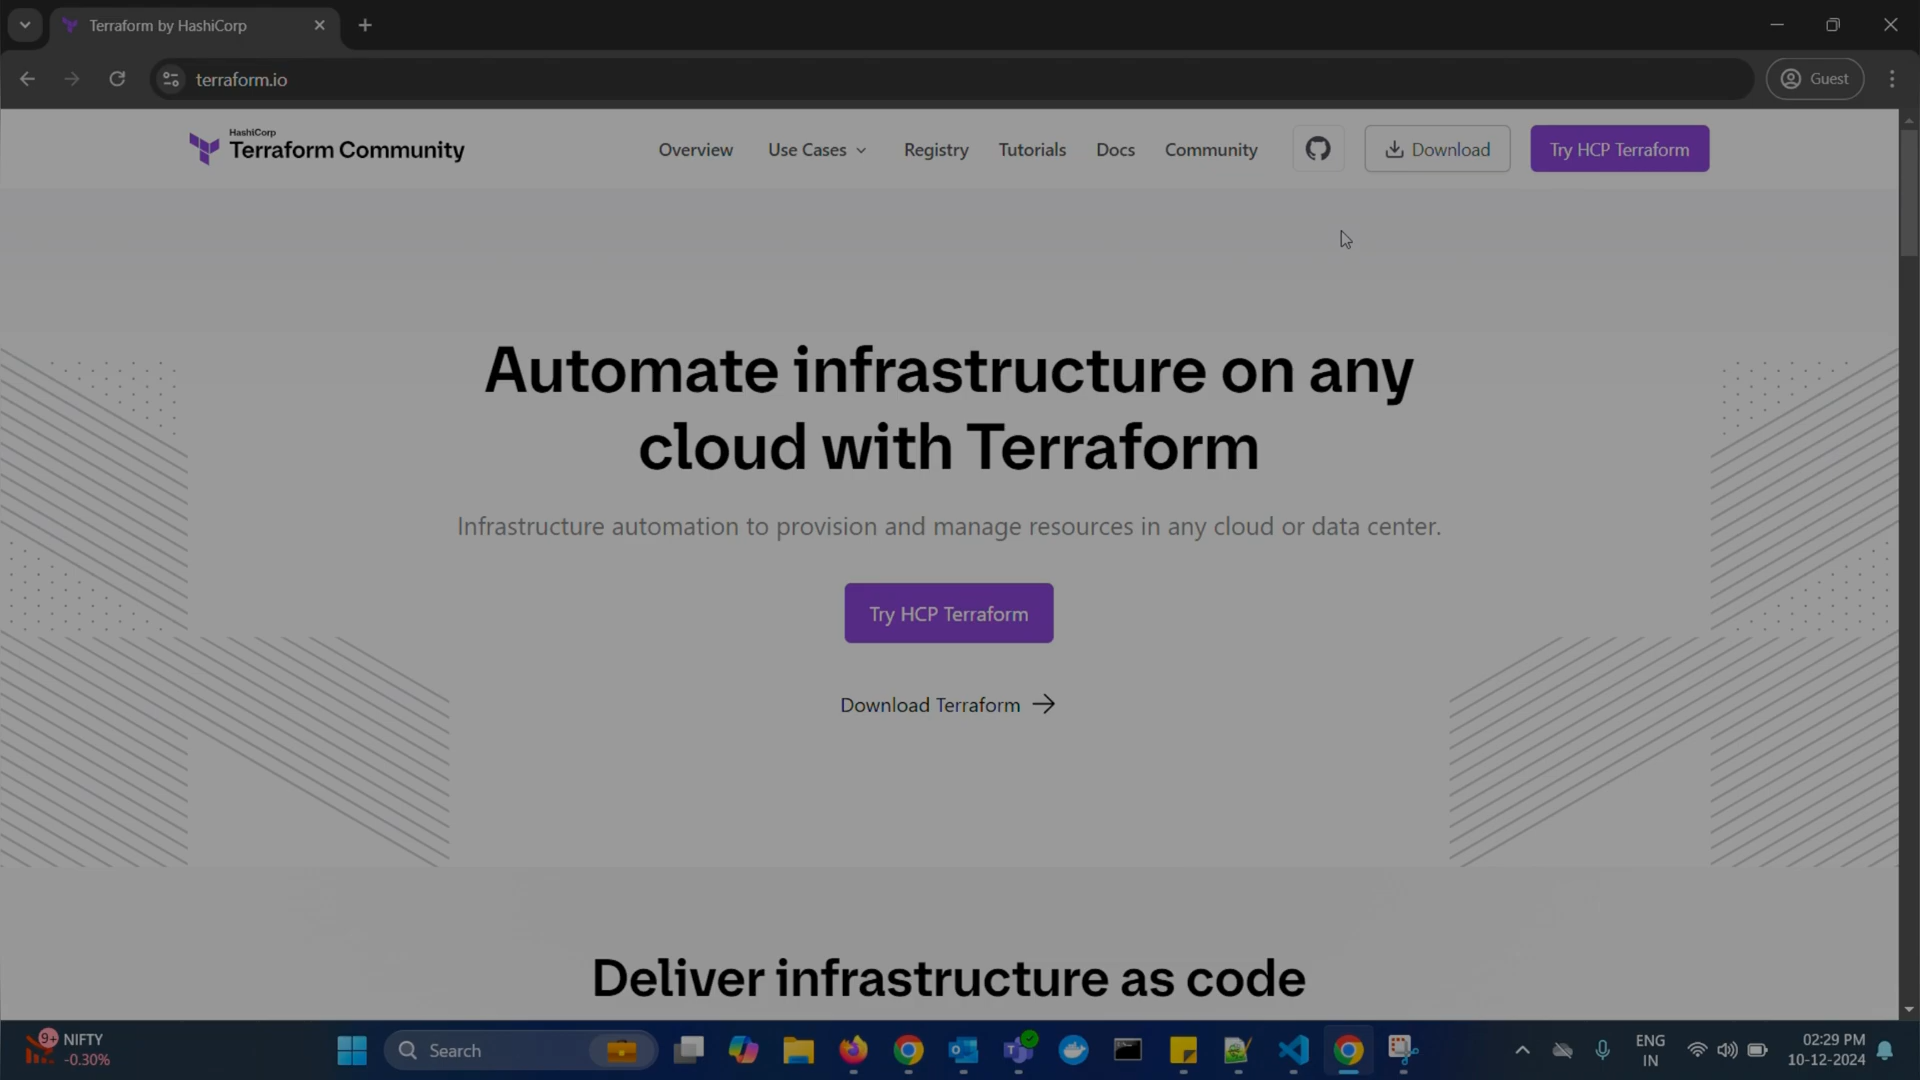 Terraform by HashiCorp
terraform.io
Guest
HashiCorp
Terraform Community
Overview
Use Cases
Registry
Tutorials
Docs
Community
Download
Try HCP Terraform
Automate infrastructure on any
cloud with Terraform
Infrastructure automation to provision and manage resources in any cloud or data center.
Try HCP Terraform
Download Terraform
Deliver infrastructure as code
9+
NIFTY
-0.30%
Search
ENG
IN
02:29 PM
10-12-2024